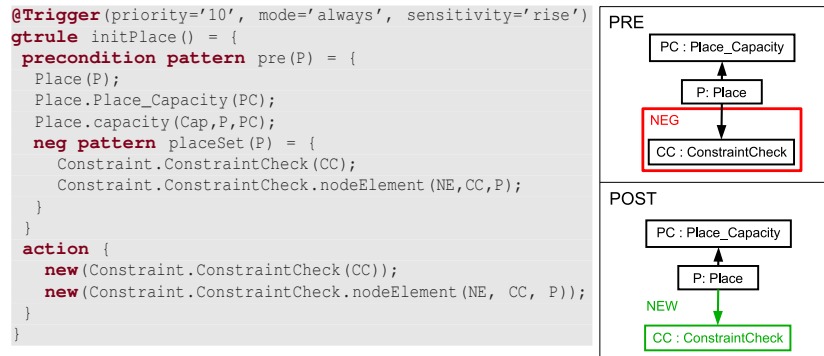 @Trigger(priority='10', mode='always', sensitivity='rise')
gtrule initPlace() = {
precondition pattern pre(P) = {
Place(P);
Place.Place_Capacity(PC);
Place.capacity(Cap,P,PC);
neg pattern placeSet(P) = {
Constraint.ConstraintCheck(CC);
Constraint.ConstraintCheck.nodeElement(NE,CC,P);
}
}
action {
new(Constraint.ConstraintCheck(CC));
new(Constraint.ConstraintCheck.nodeElement(NE, CC, P));
}
}
PRE
PC : Place_Capacity
P: Place
NEG
CC : ConstraintCheck
POST
PC : Place_Capacity
P: Place
NEW
CC : ConstraintCheck